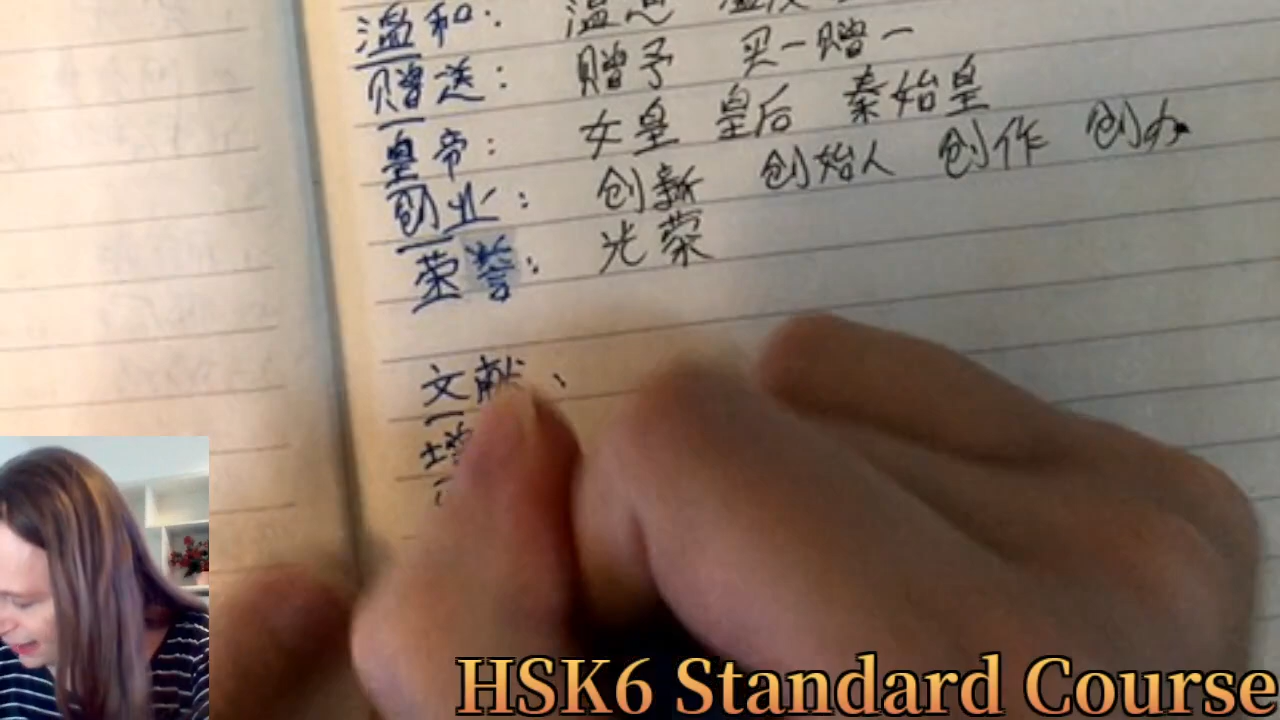 温和: 温
赠送: 赠予 买一赠一
皇帝: 女皇 皇后 秦始皇
创业: 创新 创始人 创作 创办
荣誉: 光荣
文献:
增
HSK6 Standard Course